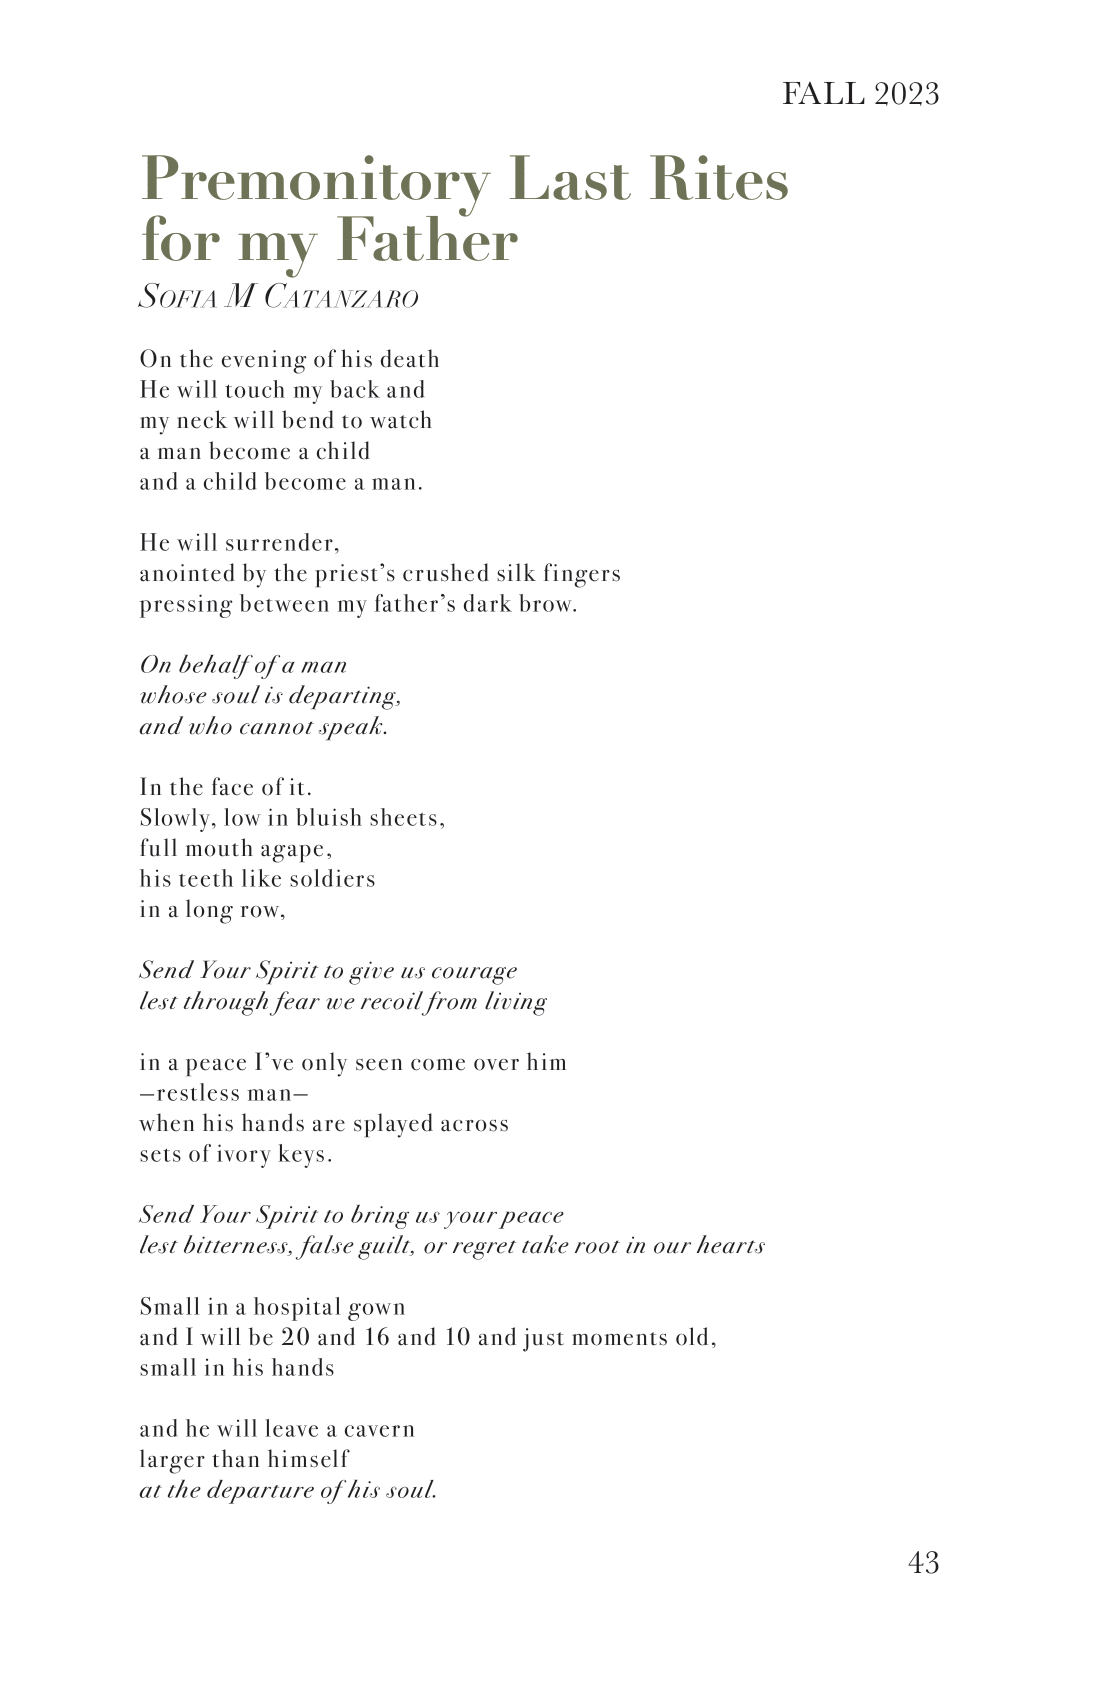 FALL 2023
Premonitory Last Rites
for my Father
Sofia M Catanzaro
On the evening of his death
He will touch my back and
my neck will bend to watch
a man become a child
and a child become a man.
He will surrender,
anointed by the priest’s crushed silk fingers
pressing between my father’s dark brow.
On behalf of a man
whose soul is departing,
and who cannot speak.
In the face of it.
Slowly, low in bluish sheets,
full mouth agape,
his teeth like soldiers
in a long row,
Send Your Spirit to give us courage
lest through fear we recoil from living
in a peace I’ve only seen come over him
—restless man—
when his hands are splayed across
sets of ivory keys.
Send Your Spirit to bring us your peace
lest bitterness, false guilt, or regret take root in our hearts
Small in a hospital gown
and I will be 20 and 16 and 10 and just moments old,
small in his hands
and he will leave a cavern
larger than himself
at the departure of his soul.
43